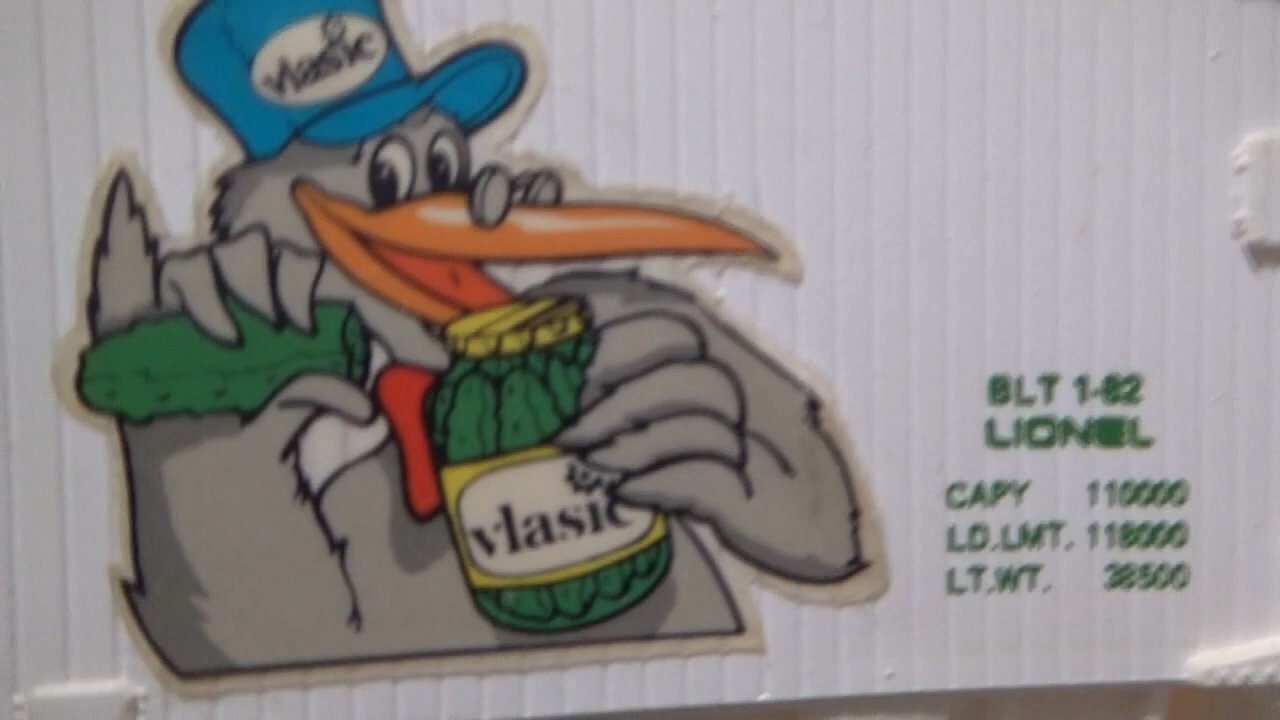 vlasic
vlasic
BLT 1-82
LIONEL
CAPY 110000
LD.LMT. 118000
LT.WT. 38500